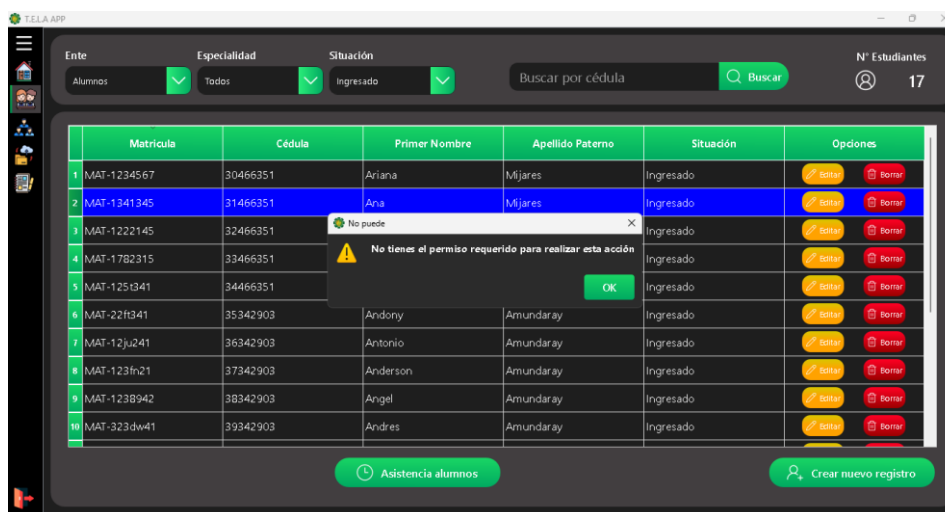 T.E.L.A APP
Ente Especialidad Situación
Alumnos Todos Ingresado
Buscar por cédula Buscar
N° Estudiantes
17
Matricula Cédula Primer Nombre Apellido Paterno Situación Opciones
1 MAT-1234567 30466351 Ariana Mijares Ingresado Editar Borrar
2 MAT-1341345 31466351 Ana Mijares Ingresado Editar Borrar
3 MAT-1222145 32466351 Ingresado Editar Borrar
4 MAT-1782315 33466351 Ingresado Editar Borrar
5 MAT-125t341 34466351 Ingresado Editar Borrar
6 MAT-22ft341 35342903 Andony Amundaray Ingresado Editar Borrar
7 MAT-12ju241 36342903 Antonio Amundaray Ingresado Editar Borrar
8 MAT-123fn21 37342903 Anderson Amundaray Ingresado Editar Borrar
9 MAT-1238942 38342903 Angel Amundaray Ingresado Editar Borrar
10 MAT-323dw41 39342903 Andres Amundaray Ingresado Editar Borrar
No puede
No tienes el permiso requerido para realizar esta acción
OK
Asistencia alumnos
Crear nuevo registro